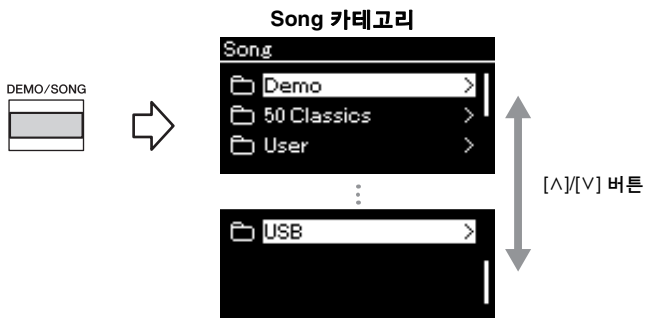 Song 카테고리
DEMO/SONG
Song
Demo >
50 Classics >
User >
USB >
[∧]/[∨] 버튼